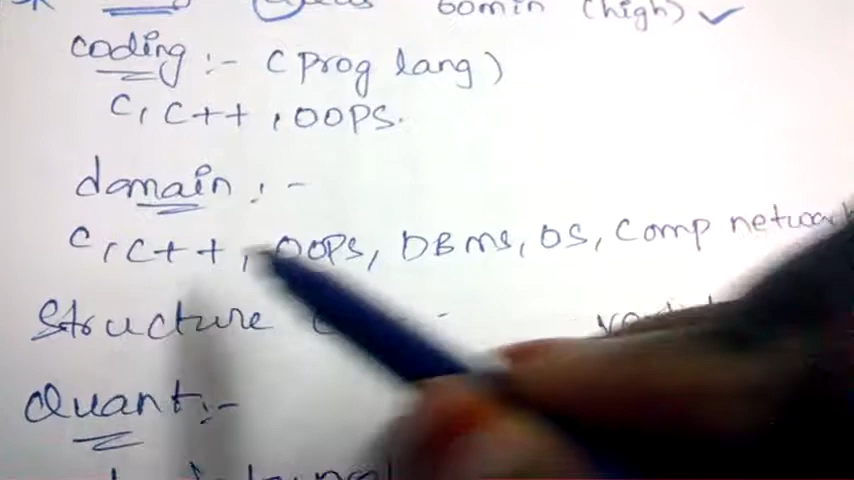 60min (high) ✓
coding :- (prog lang)
C, C++, OOPS.
domain :-
C, C++, OOPS, DBMS, OS, comp network
Structure
Quant :-